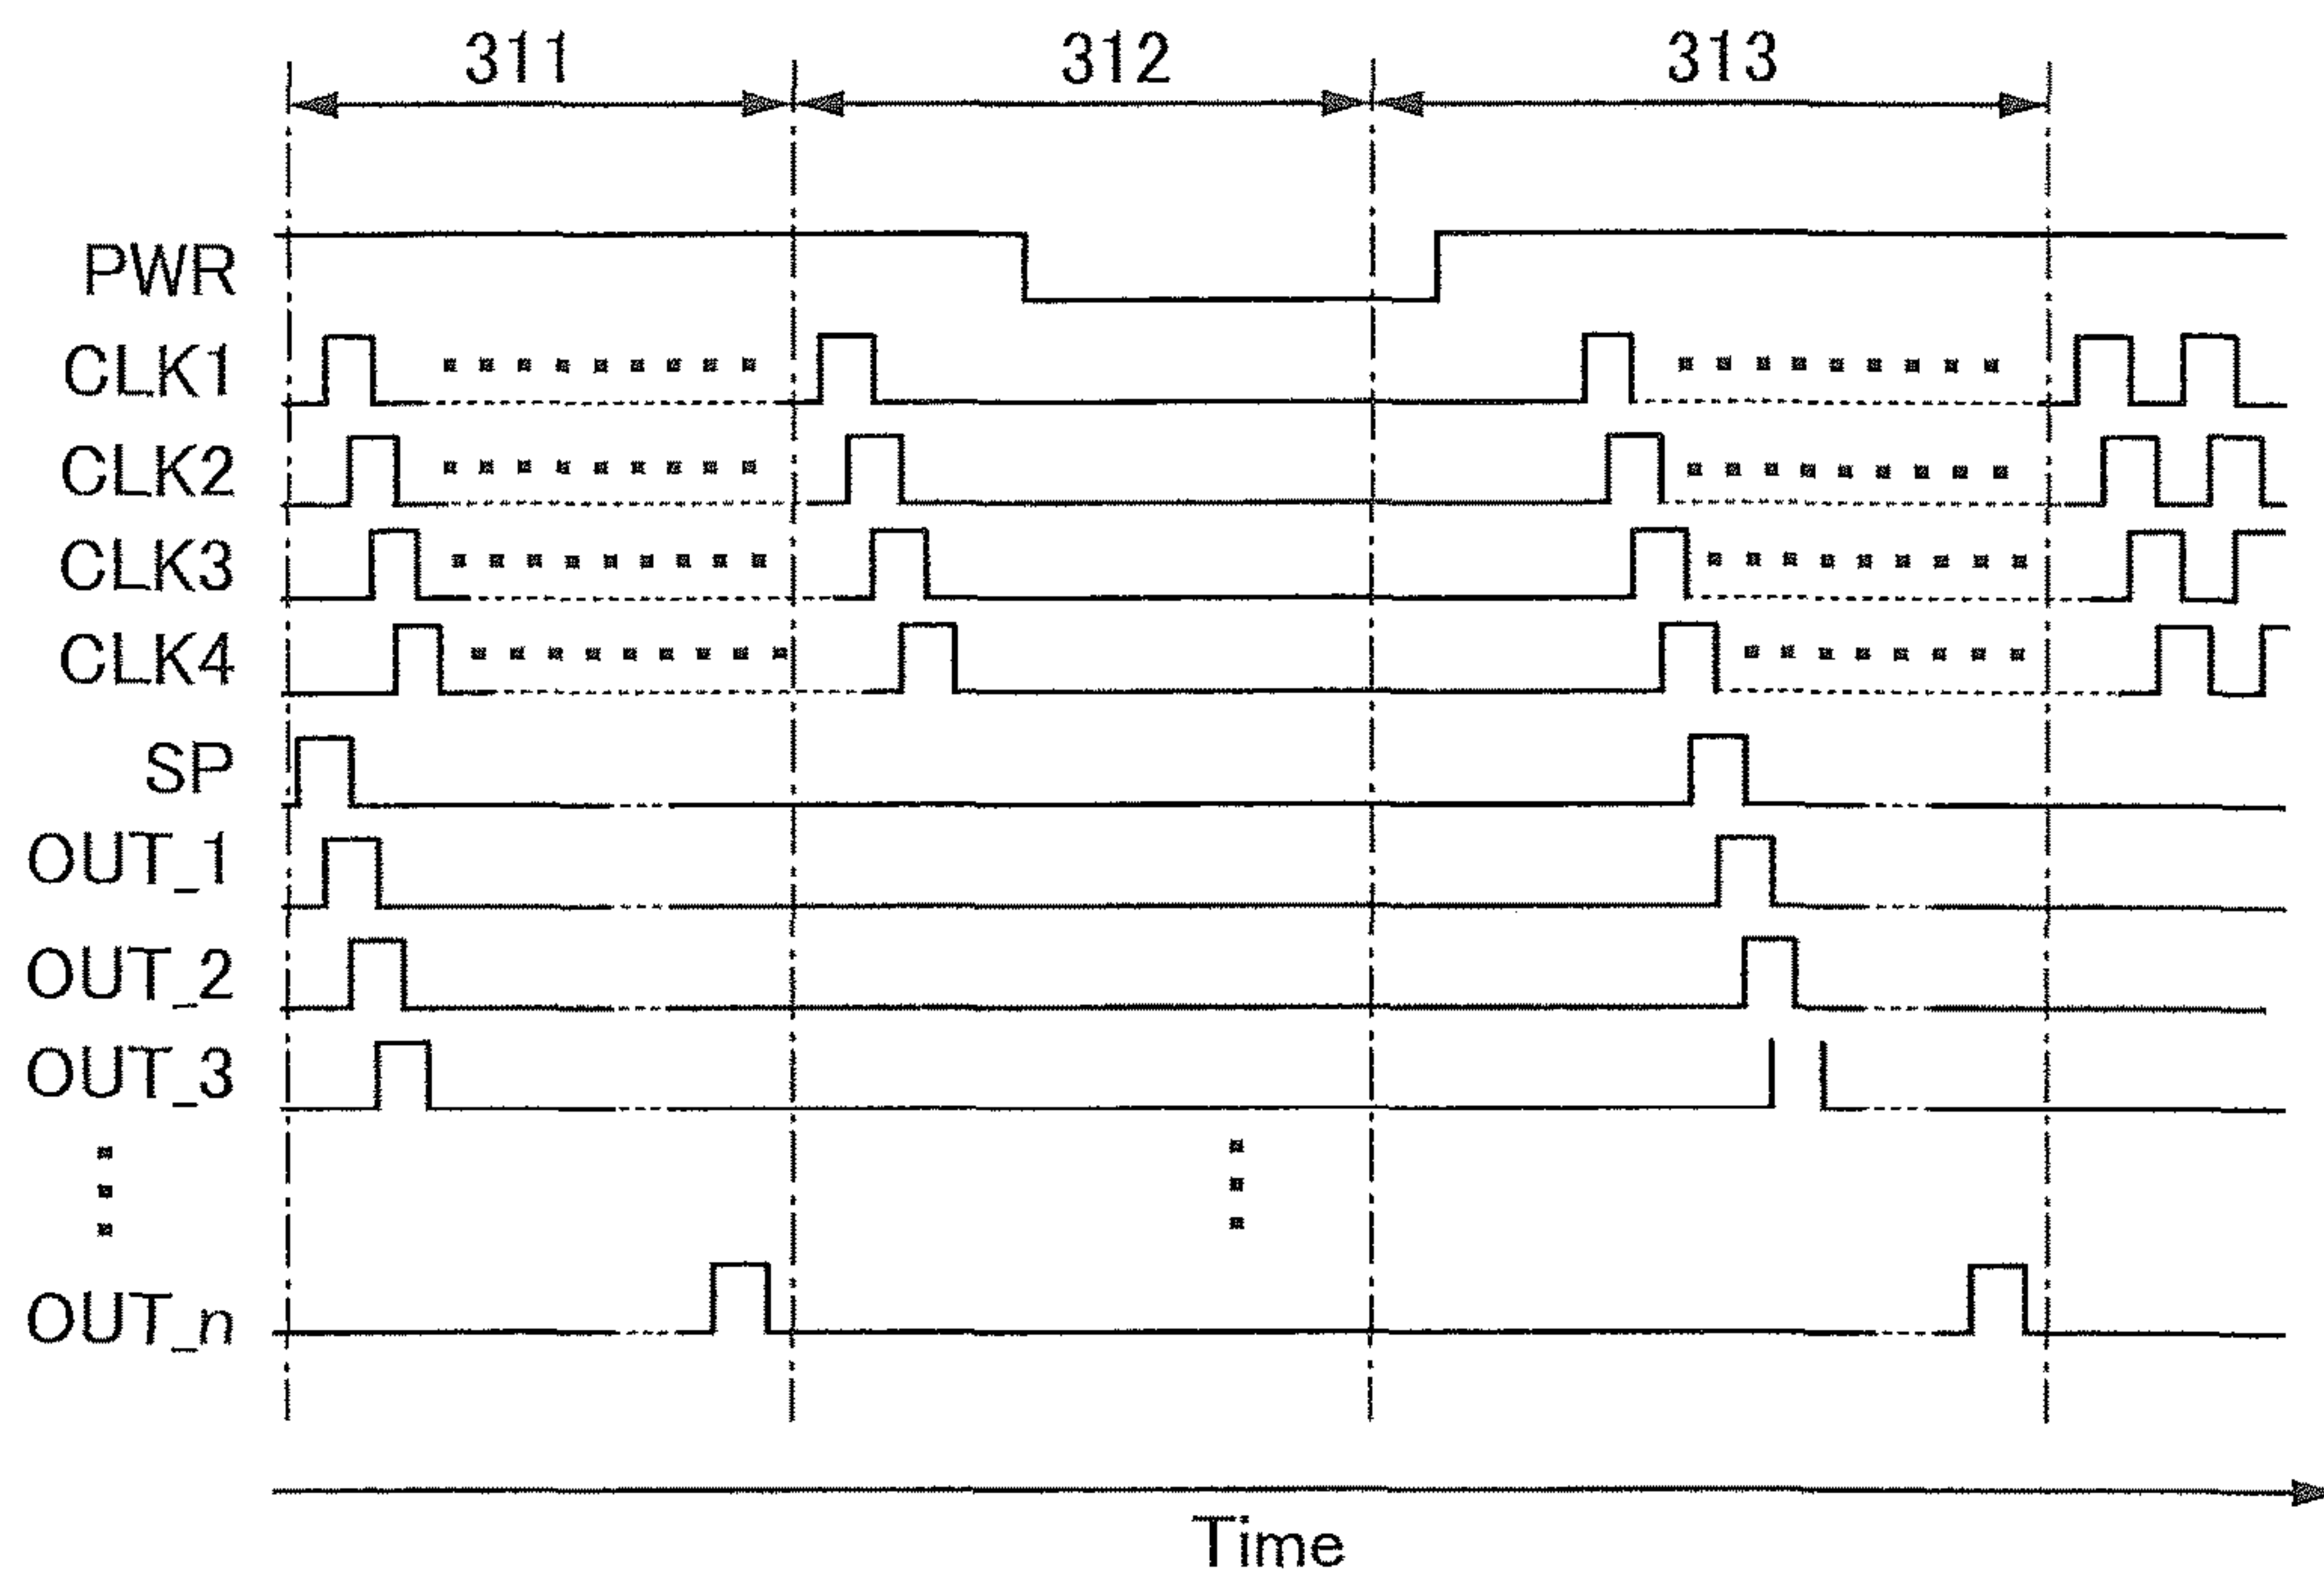 311 312 313
PWR
CLK1
CLK2
CLK3
CLK4
SP
OUT_1
OUT_2
OUT_3
OUT_n
Time